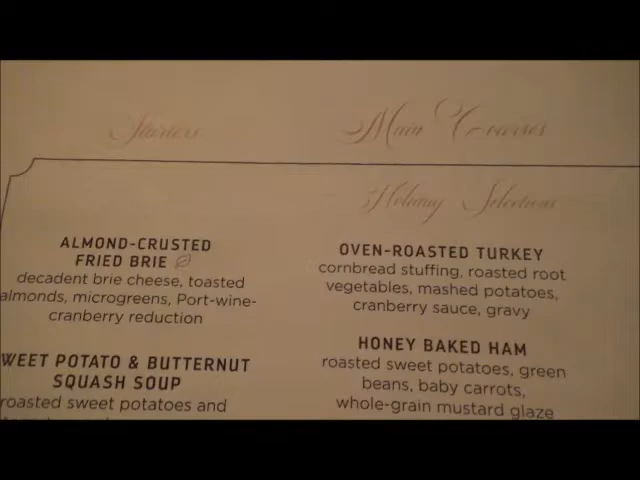 Starters
ALMOND-CRUSTED
FRIED BRIE
decadent brie cheese, toasted
almonds, microgreens, Port-wine-
cranberry reduction
WEET POTATO & BUTTERNUT
SQUASH SOUP
roasted sweet potatoes and
Main Courses
Holiday Selections
OVEN-ROASTED TURKEY
cornbread stuffing, roasted root
vegetables, mashed potatoes,
cranberry sauce, gravy
HONEY BAKED HAM
roasted sweet potatoes, green
beans, baby carrots,
whole-grain mustard glaze